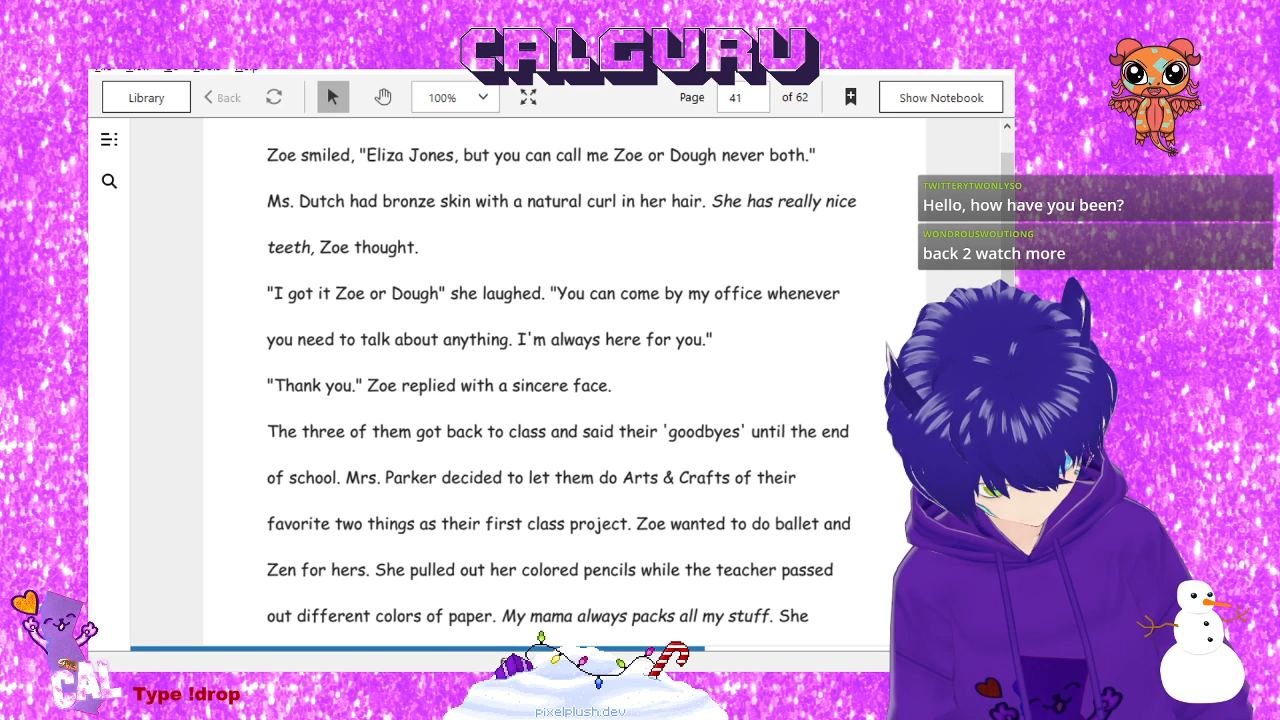 CALGURU
Library
Back
100%
Page 41 of 62
Show Notebook
Zoe smiled, "Eliza Jones, but you can call me Zoe or Dough never both."
Ms. Dutch had bronze skin with a natural curl in her hair. She has really nice
teeth, Zoe thought.
"I got it Zoe or Dough" she laughed. "You can come by my office whenever
you need to talk about anything. I'm always here for you."
"Thank you." Zoe replied with a sincere face.
The three of them got back to class and said their 'goodbyes' until the end
of school. Mrs. Parker decided to let them do Arts & Crafts of their
favorite two things as their first class project. Zoe wanted to do ballet and
Zen for hers. She pulled out her colored pencils while the teacher passed
out different colors of paper. My mama always packs all my stuff. She
TWITTERYTWONLYSO
Hello, how have you been?
WONDROUSWOUTIONG
back 2 watch more
CAL
Type !drop
pixelplush.dev